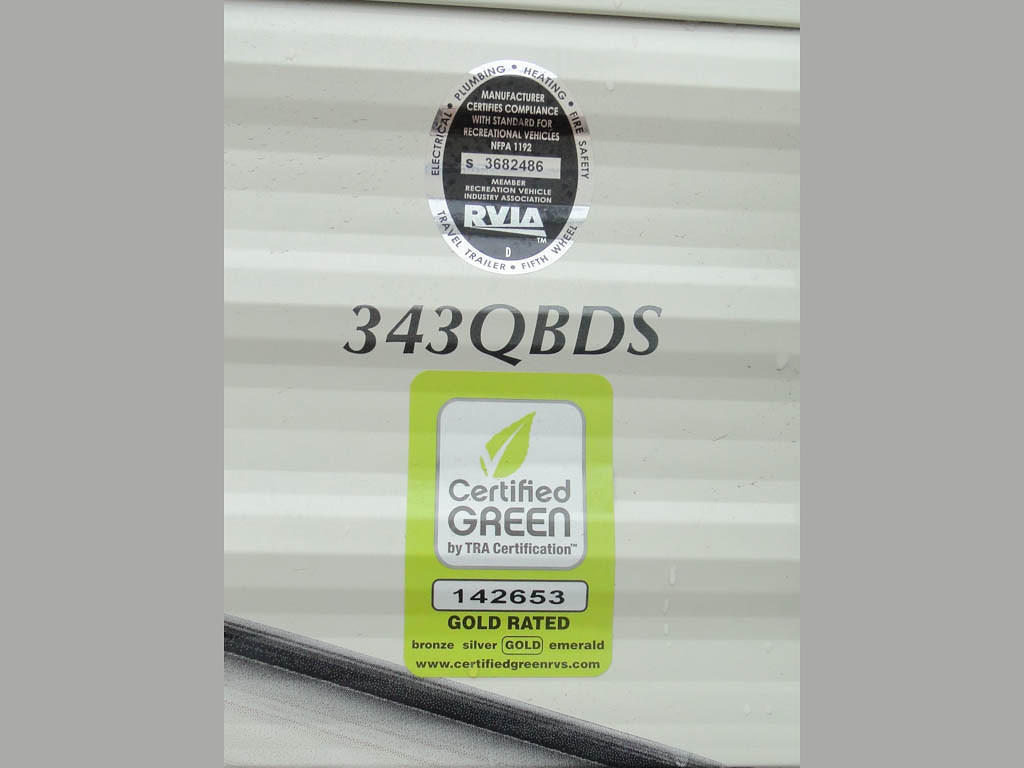 ELECTRICAL • PLUMBING • HEATING • FIRE SAFETY
MANUFACTURER
CERTIFIES COMPLIANCE
WITH STANDARD FOR
RECREATIONAL VEHICLES
NFPA 1192
S 3682486
MEMBER
RECREATION VEHICLE
INDUSTRY ASSOCIATION
RVIA™
D
TRAVEL TRAILER • FIFTH WHEEL
343QBDS
Certified
GREEN
by TRA Certification™
142653
GOLD RATED
bronze silver GOLD emerald
www.certifiedgreenrvs.com